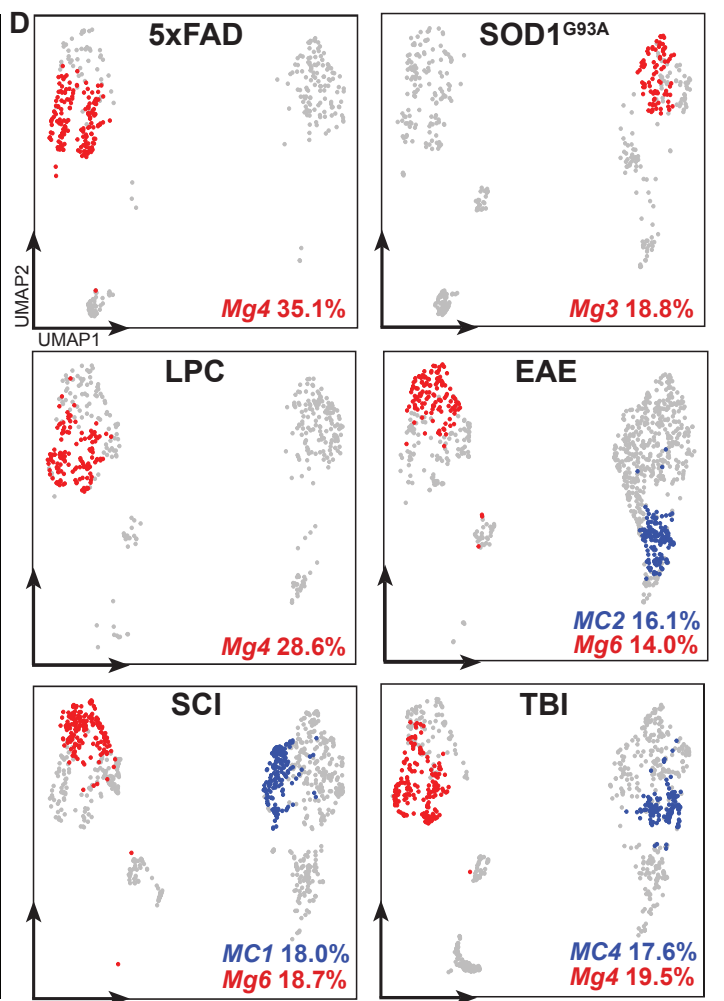 D
5xFAD
SOD1G93A
UMAP2
UMAP1
Mg4 35.1%
Mg3 18.8%
LPC
EAE
Mg4 28.6%
MC2 16.1%
Mg6 14.0%
SCI
TBI
MC1 18.0%
Mg6 18.7%
MC4 17.6%
Mg4 19.5%